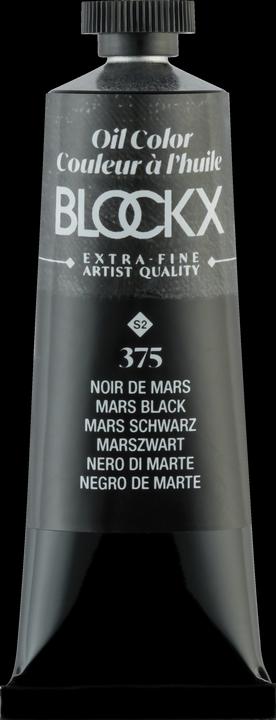 Oil Color
Couleur à l'huile
BLOCKX
EXTRA-FINE
ARTIST QUALITY
S2
375
NOIR DE MARS
MARS BLACK
MARS SCHWARZ
MARSZWART
NERO DI MARTE
NEGRO DE MARTE